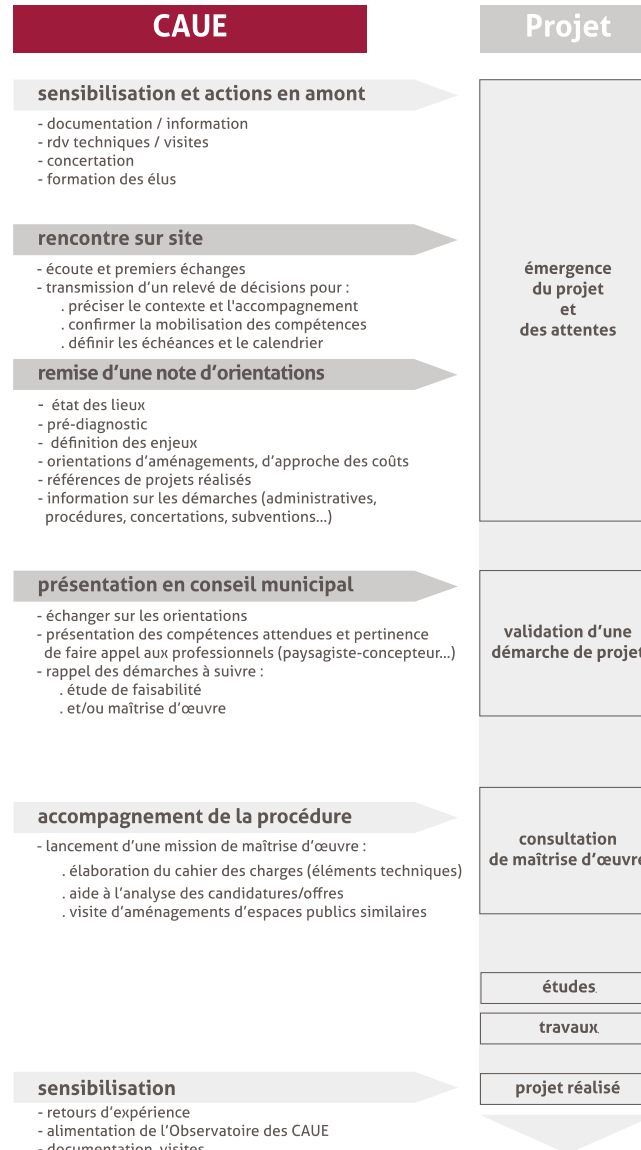 CAUE
Projet
sensibilisation et actions en amont
- documentation / information
- rdv techniques / visites
- concertation
- formation des élus
rencontre sur site
- écoute et premiers échanges
- transmission d'un relevé de décisions pour :
. préciser le contexte et l'accompagnement
. confirmer la mobilisation des compétences
. définir les échéances et le calendrier
émergence
du projet
et
des attentes
remise d'une note d'orientations
- état des lieux
- pré-diagnostic
- définition des enjeux
- orientations d'aménagements, d'approche des coûts
- références de projets réalisés
- information sur les démarches (administratives,
procédures, concertations, subventions...)
présentation en conseil municipal
- échanger sur les orientations
- présentation des compétences attendues et pertinence
de faire appel aux professionnels (paysagiste-concepteur...)
- rappel des démarches à suivre :
. étude de faisabilité
. et/ou maîtrise d'œuvre
validation d'une
démarche de projet
accompagnement de la procédure
- lancement d'une mission de maîtrise d'œuvre :
. élaboration du cahier des charges (éléments techniques)
. aide à l'analyse des candidatures/offres
. visite d'aménagements d'espaces publics similaires
consultation
de maîtrise d'œuvre
études
travaux
projet réalisé
sensibilisation
- retours d'expérience
- alimentation de l'Observatoire des CAUE
- documentation, visites